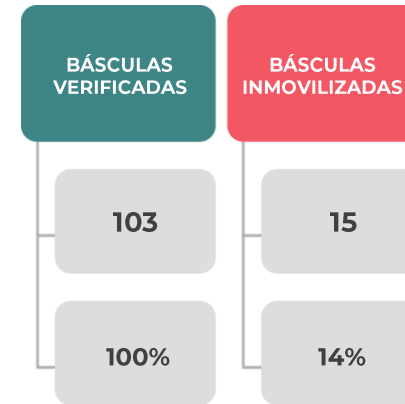 BÁSCULAS
VERIFICADAS
103
100%
BÁSCULAS
INMOVILIZADAS
15
14%